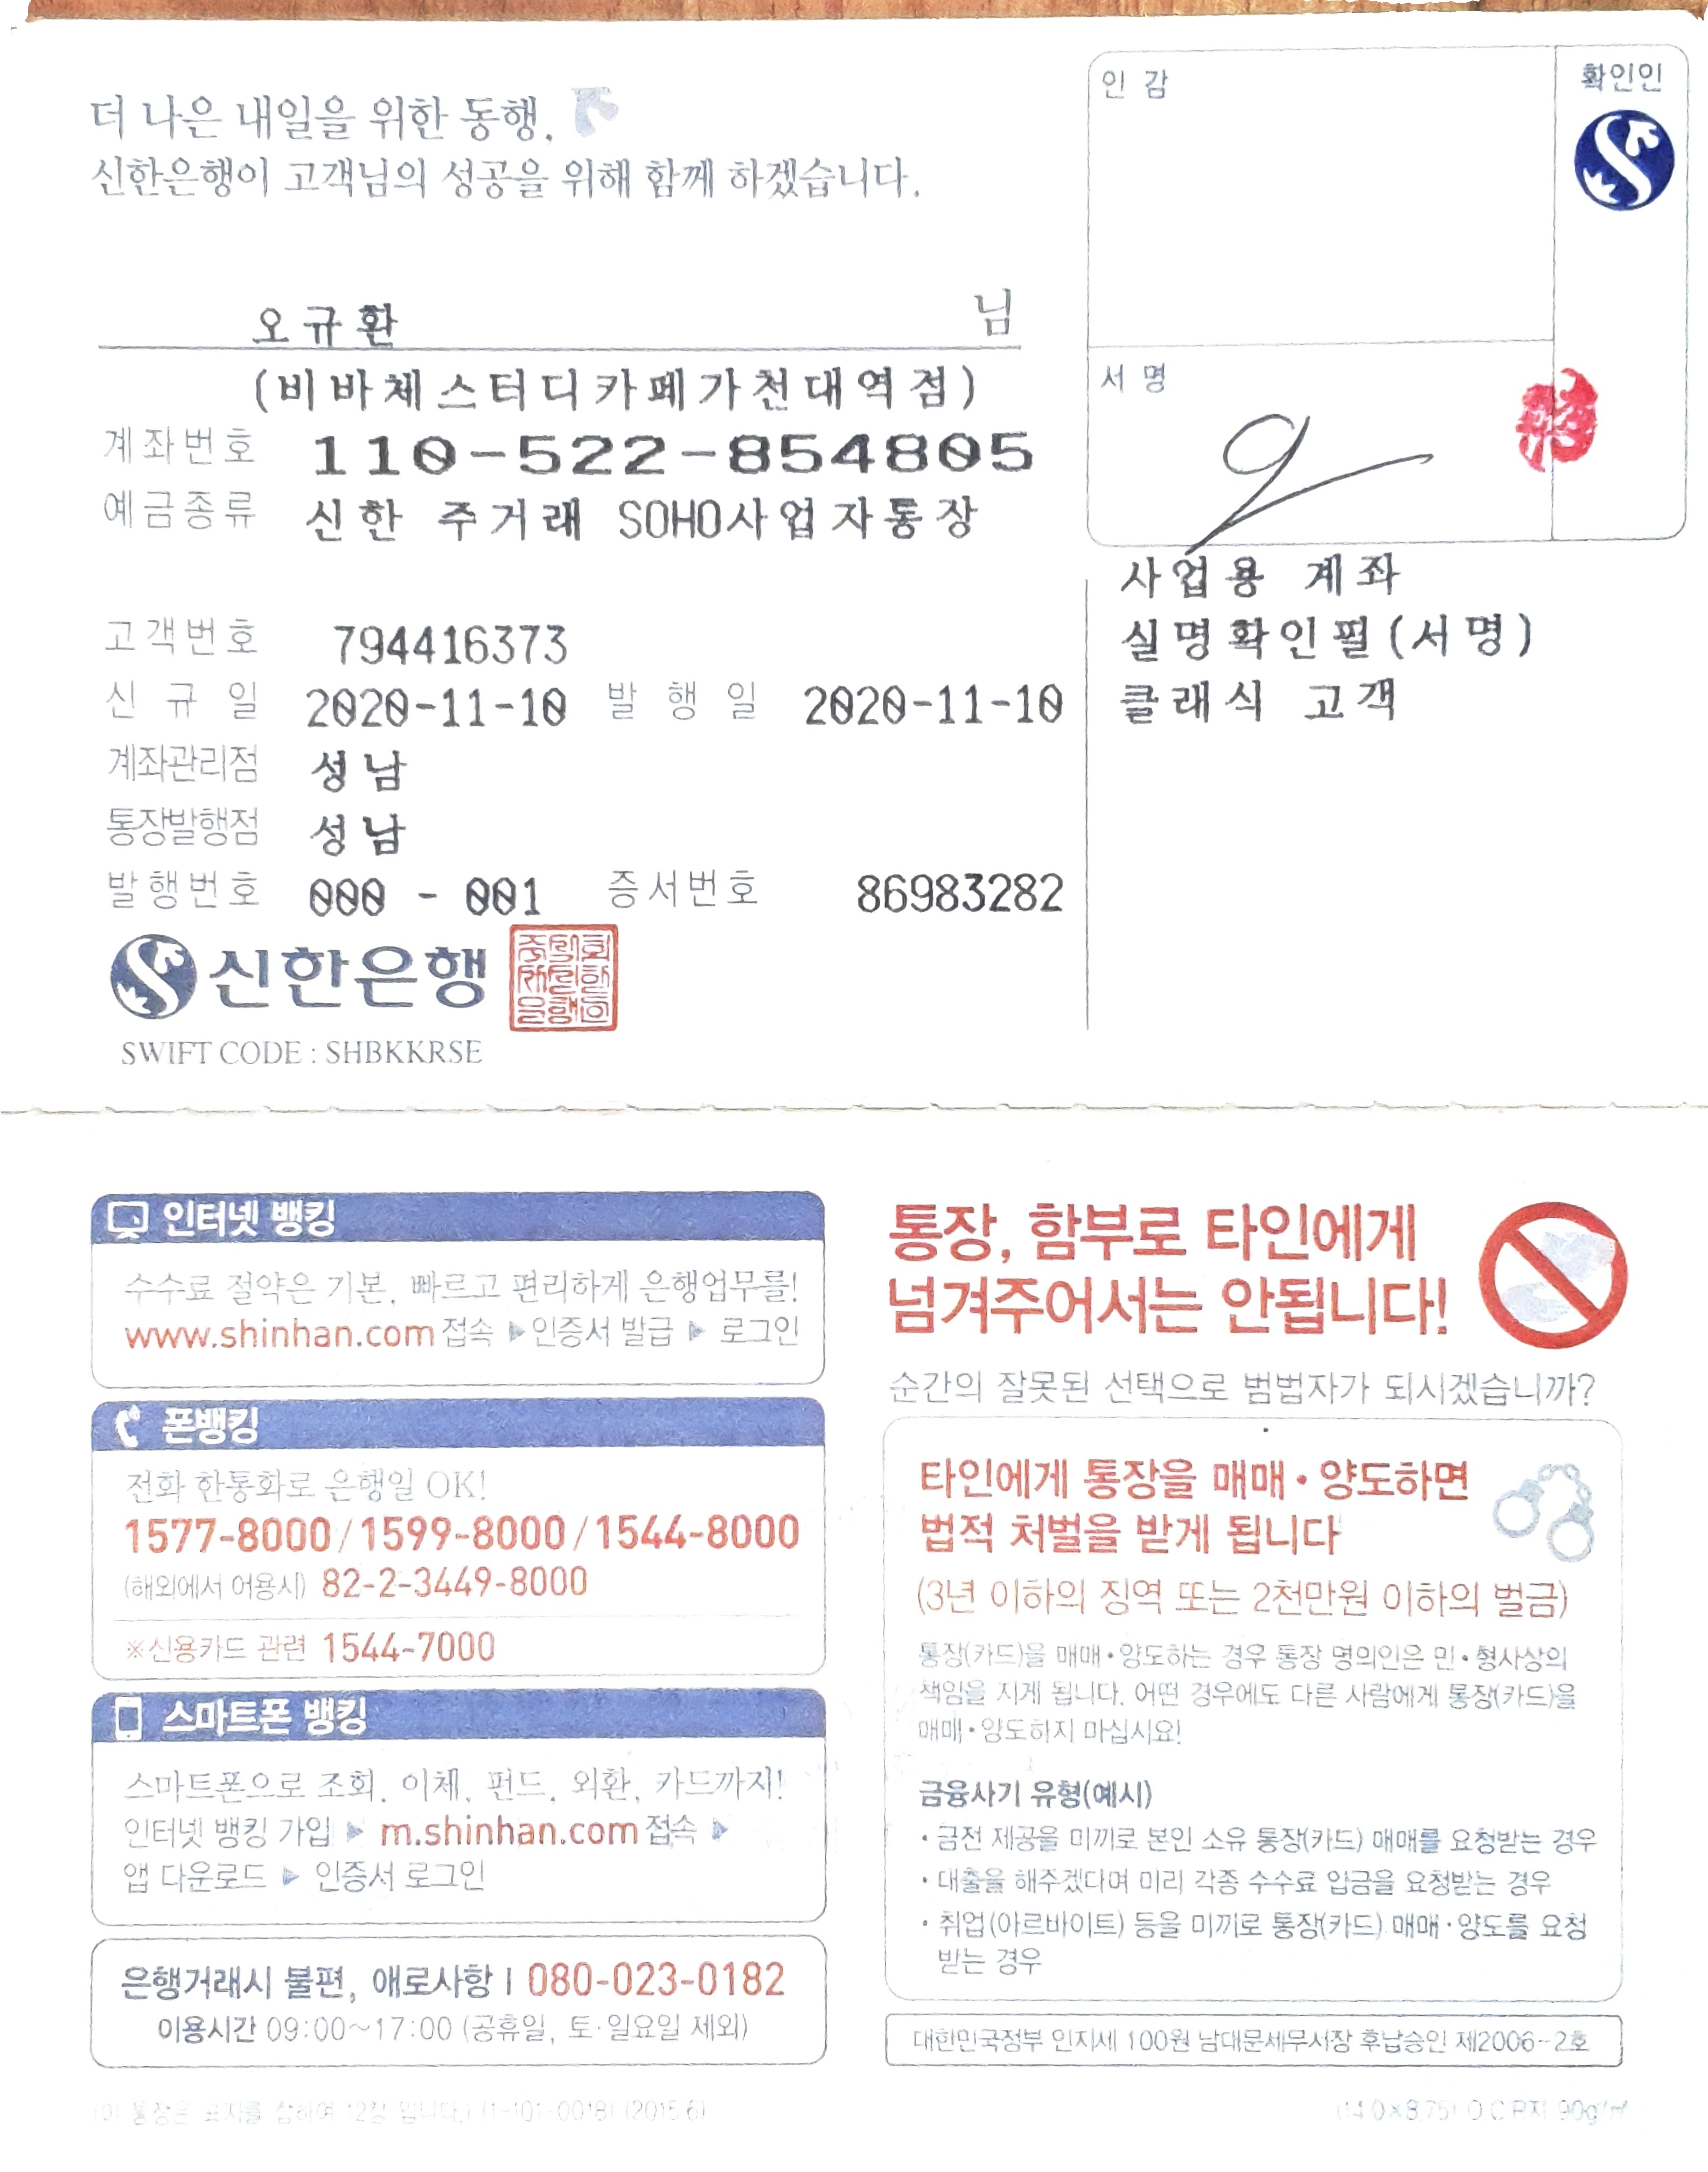 더 나은 내일을 위한 동행,
신한은행이 고객님의 성공을 위해 함께 하겠습니다.
오규환 님
(비바체스터디카페가천대역점)
계좌번호 110-522-854805
예금종류 신한 주거래 SOHO사업자통장
고객번호 794416373
신규일 2020-11-10 발행일 2020-11-10
계좌관리점 성남
통장발행점 성남
발행번호 000 - 001 증서번호 86983282
신한은행
SWIFT CODE : SHBKKRSE
인 감
확인인
서 명
사업용 계좌
실명확인필(서명)
클래식 고객
인터넷 뱅킹
수수료 절약은 기본, 빠르고 편리하게 은행업무를!
www.shinhan.com 접속 ▶ 인증서 발급 ▶ 로그인
폰뱅킹
전화 한통화로 은행일 OK!
1577-8000 / 1599-8000 / 1544-8000
(해외에서 이용시) 82-2-3449-8000
※신용카드 관련 1544-7000
스마트폰 뱅킹
스마트폰으로 조회, 이체, 펀드, 외환, 카드까지!
인터넷 뱅킹 가입 ▶ m.shinhan.com 접속 ▶
앱 다운로드 ▶ 인증서 로그인
은행거래시 불편, 애로사항 | 080-023-0182
이용시간 09:00~17:00 (공휴일, 토·일요일 제외)
(이 통장은 표지를 합하여 12장 입니다.) (1-101-0018) (2015.6)
통장, 함부로 타인에게
넘겨주어서는 안됩니다!
순간의 잘못된 선택으로 범법자가 되시겠습니까?
타인에게 통장을 매매·양도하면
법적 처벌을 받게 됩니다
(3년 이하의 징역 또는 2천만원 이하의 벌금)
통장(카드)을 매매·양도하는 경우 통장 명의인은 민·형사상의
책임을 지게 됩니다. 어떤 경우에도 다른 사람에게 통장(카드)을
매매·양도하지 마십시요!
금융사기 유형(예시)
· 금전 제공을 미끼로 본인 소유 통장(카드) 매매를 요청받는 경우
· 대출을 해주겠다며 미리 각종 수수료 입금을 요청받는 경우
· 취업(아르바이트) 등을 미끼로 통장(카드) 매매·양도를 요청
받는 경우
대한민국정부 인지세 100원 남대문세무서장 후납승인 제2006-2호
(14.0×8.75) O.C.R지 90g/㎡